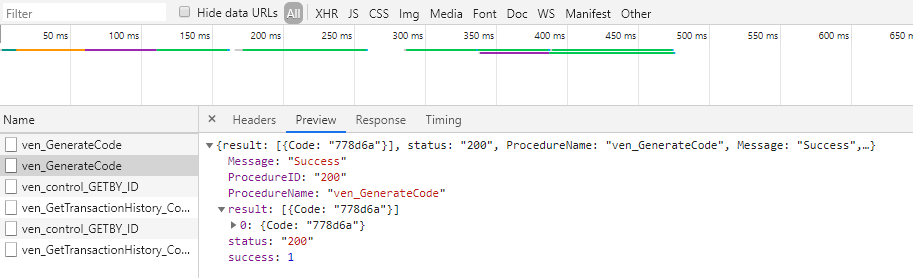 Filter Hide data URLs All XHR JS CSS Img Media Font Doc WS Manifest Other
50 ms 100 ms 150 ms 200 ms 250 ms 300 ms 350 ms 400 ms 450 ms 500 ms 550 ms 600 ms 650 m
Name × Headers Preview Response Timing
ven_GenerateCode
ven_GenerateCode
ven_control_GETBY_ID
ven_GetTransactionHistory_Co...
ven_control_GETBY_ID
ven_GetTransactionHistory_Co...
▼{result: [{Code: "778d6a"}], status: "200", ProcedureName: "ven_GenerateCode", Message: "Success",…}
Message: "Success"
ProcedureID: "200"
ProcedureName: "ven_GenerateCode"
▼result: [{Code: "778d6a"}]
▶0: {Code: "778d6a"}
status: "200"
success: 1